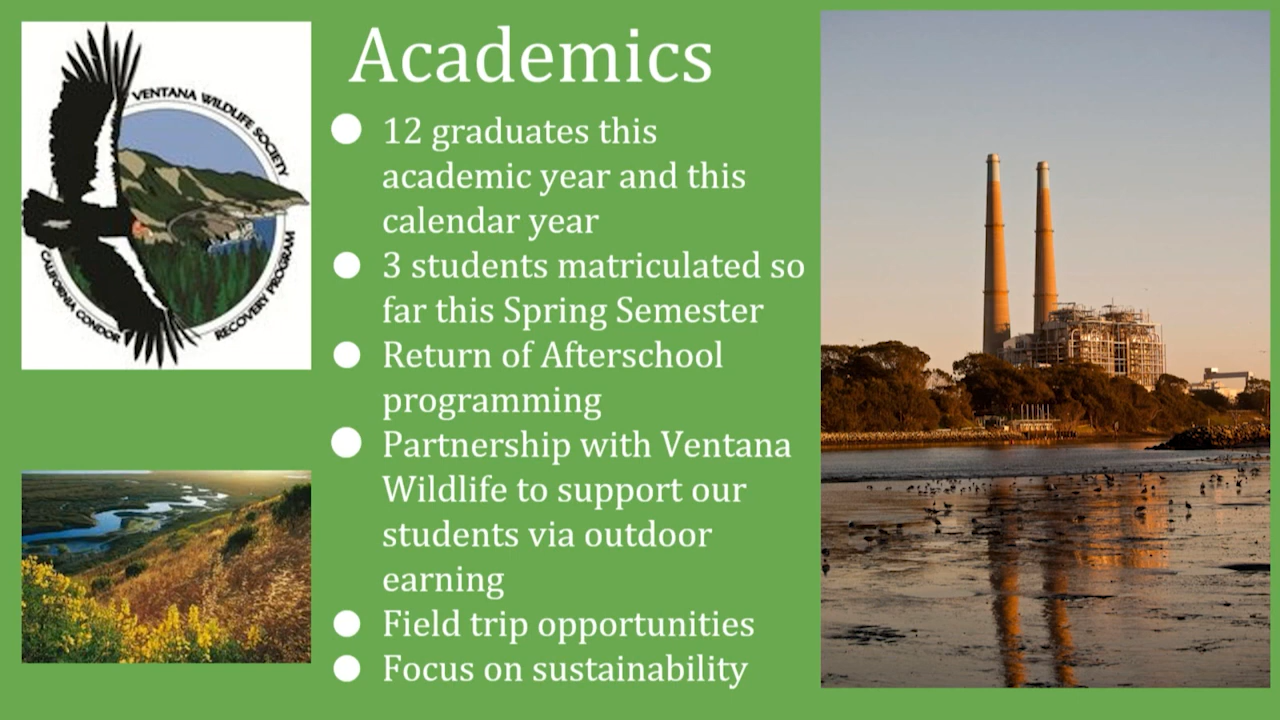 Academics
12 graduates this
academic year and this
calendar year
3 students matriculated so
far this Spring Semester
Return of Afterschool
programming
Partnership with Ventana
Wildlife to support our
students via outdoor
earning
Field trip opportunities
Focus on sustainability
VENTANA WILDLIFE SOCIETY
CALIFORNIA CONDOR
RECOVERY PROGRAM